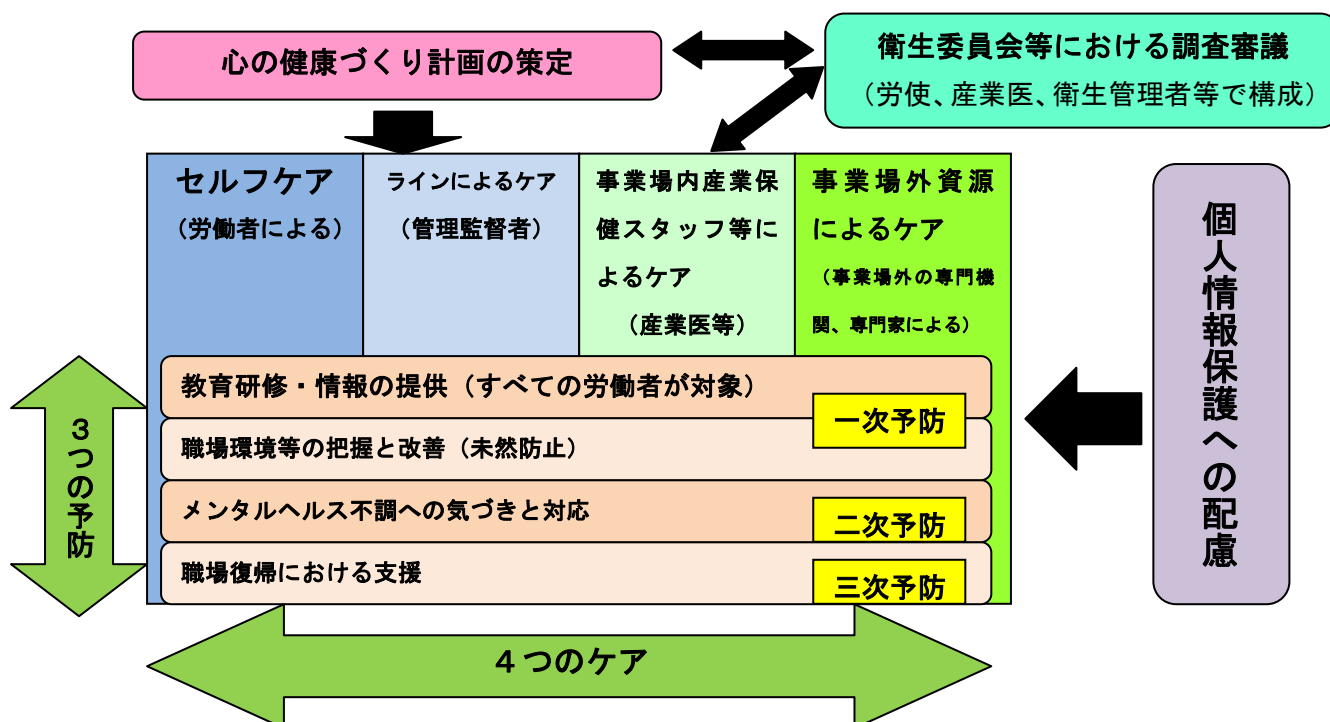 心の健康づくり計画の策定
衛生委員会等における調査審議
（労使、産業医、衛生管理者等で構成）
セルフケア
（労働者による）
ラインによるケア
（管理監督者）
事業場内産業保
健スタッフ等に
よるケア
（産業医等）
事業場外資源
によるケア
（事業場外の専門機
関、専門家による）
教育研修・情報の提供（すべての労働者が対象）
職場環境等の把握と改善（未然防止）
一次予防
メンタルヘルス不調への気づきと対応
二次予防
職場復帰における支援
三次予防
３つの予防
４つのケア
個人情報保護への配慮